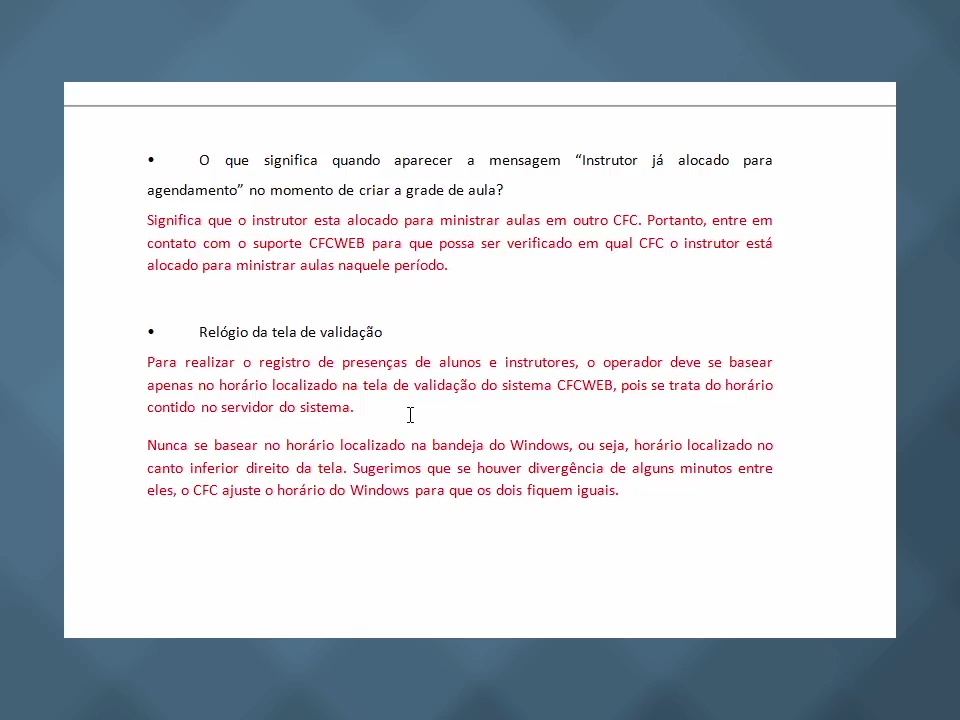 • O que significa quando aparecer a mensagem “Instrutor já alocado para
agendamento” no momento de criar a grade de aula?
Significa que o instrutor esta alocado para ministrar aulas em outro CFC. Portanto, entre em
contato com o suporte CFCWEB para que possa ser verificado em qual CFC o instrutor está
alocado para ministrar aulas naquele período.
• Relógio da tela de validação
Para realizar o registro de presenças de alunos e instrutores, o operador deve se basear
apenas no horário localizado na tela de validação do sistema CFCWEB, pois se trata do horário
contido no servidor do sistema.
Nunca se basear no horário localizado na bandeja do Windows, ou seja, horário localizado no
canto inferior direito da tela. Sugerimos que se houver divergência de alguns minutos entre
eles, o CFC ajuste o horário do Windows para que os dois fiquem iguais.